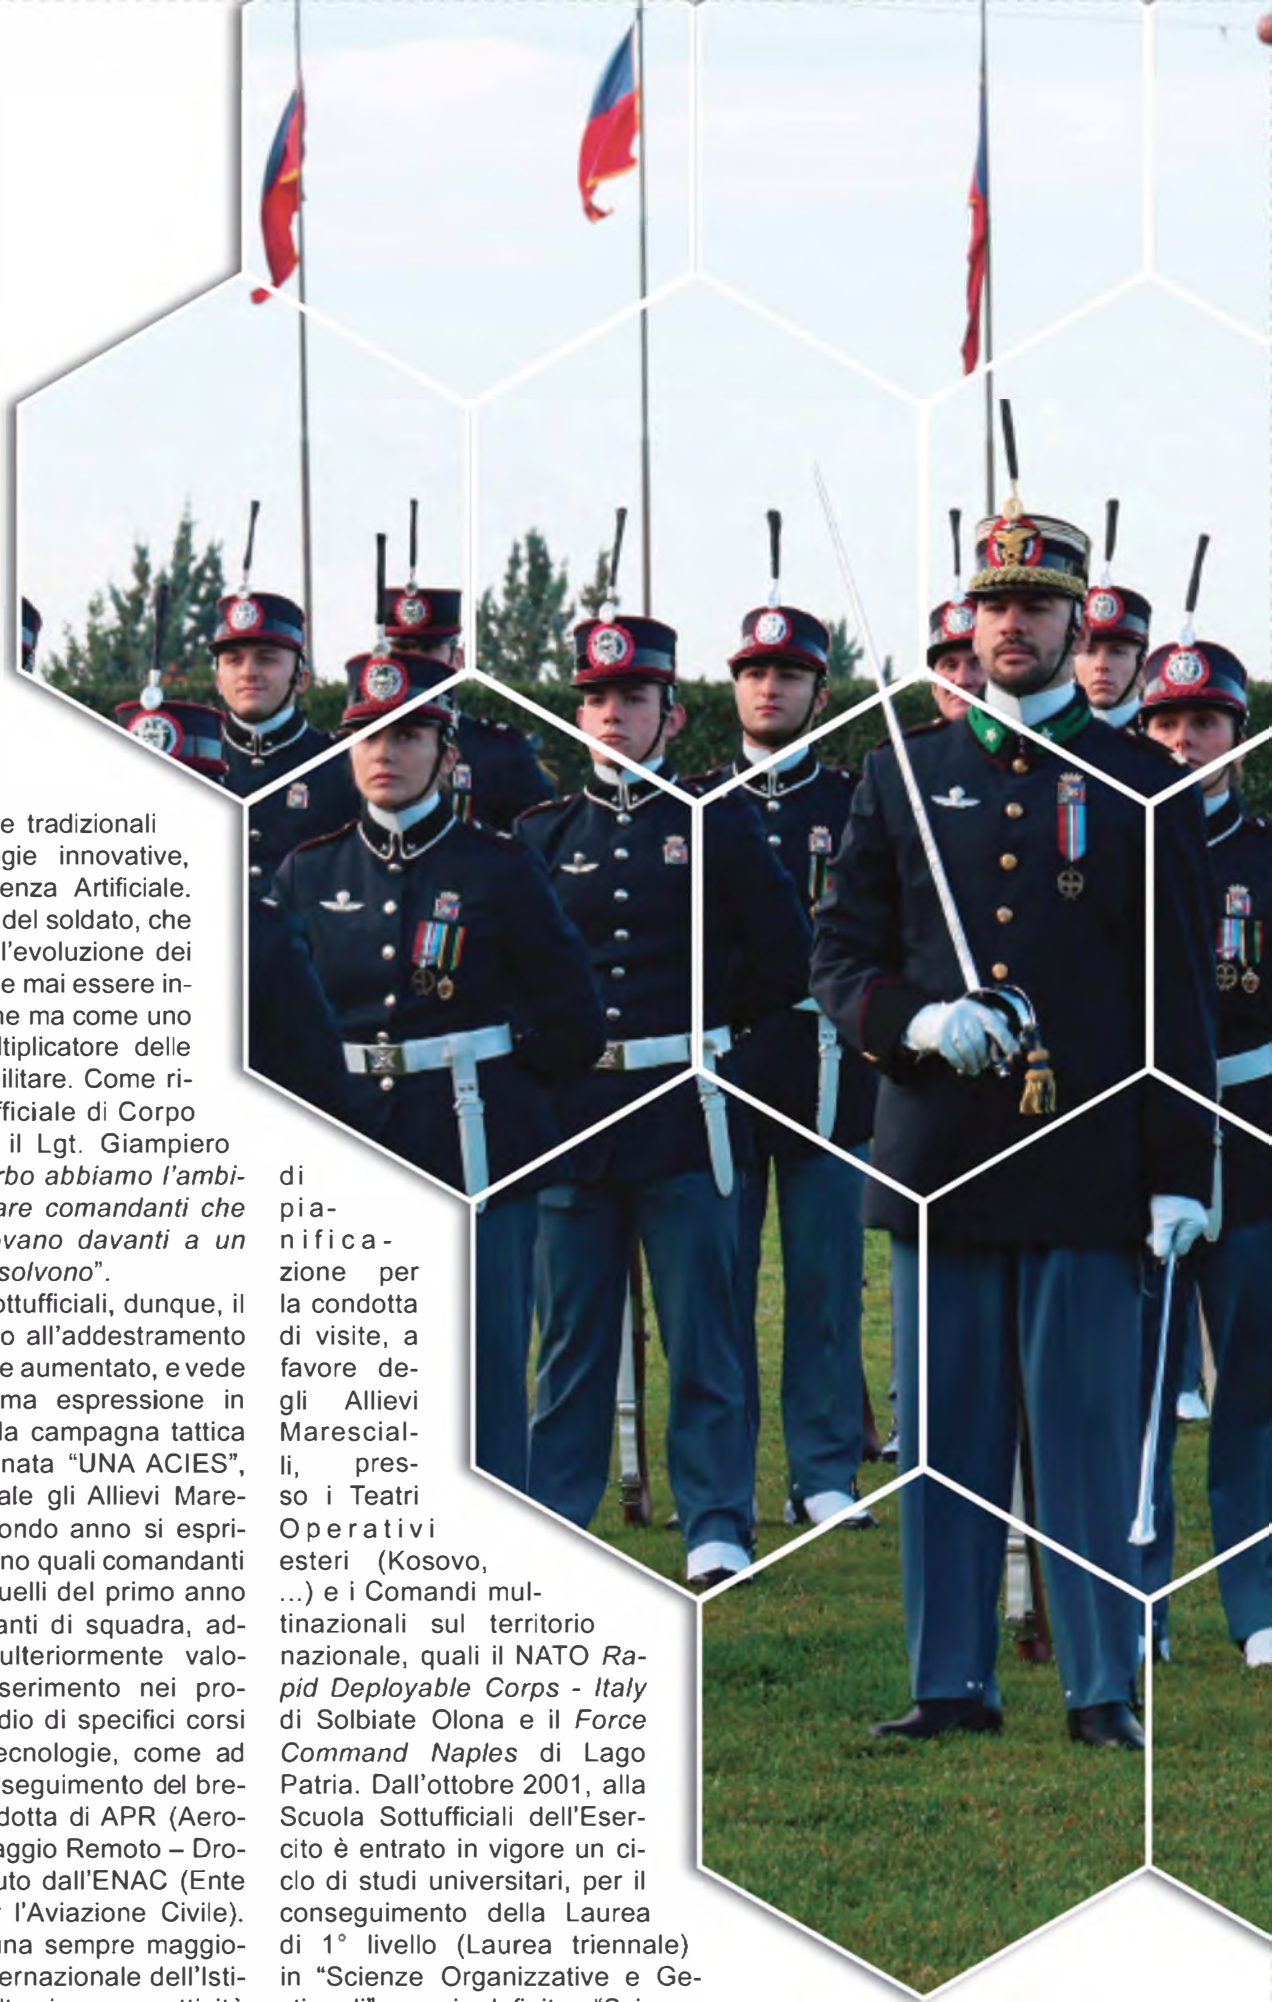 e tradizionali
gie innovative,
enza Artificiale.
del soldato, che
l'evoluzione dei
e mai essere in-
ne ma come uno
ltiplicatore delle
ilitare. Come ri-
fficiale di Corpo
il Lgt. Giampiero
rbo abbiamo l'ambi-
are comandanti che
ovano davanti a un
solvono".
ottufficiali, dunque, il
o all'addestramento
e aumentato, e vede
ma espressione in
la campagna tattica
nata “UNA ACIES”,
ale gli Allievi Mare-
ondo anno si espri-
no quali comandanti
uelli del primo anno
anti di squadra, ad-
ulteriormente valo-
serimento nei pro-
dio di specifici corsi
ecnologie, come ad
seguimento del bre-
dotta di APR (Aero-
aggio Remoto – Dro-
uto dall'ENAC (Ente
r l'Aviazione Civile).
una sempre maggio-
ernazionale dell'Isti-
di
pia-
nifica-
zione per
la condotta
di visite, a
favore de-
gli Allievi
Marescial-
li, pres-
so i Teatri
Operativi
esteri (Kosovo,
...) e i Comandi mul-
tinazionali sul territorio
nazionale, quali il NATO Ra-
pid Deployable Corps - Italy
di Solbiate Olona e il Force
Command Naples di Lago
Patria. Dall'ottobre 2001, alla
Scuola Sottufficiali dell'Eser-
cito è entrato in vigore un ci-
clo di studi universitari, per il
conseguimento della Laurea
di 1° livello (Laurea triennale)
in “Scienze Organizzative e Ge-